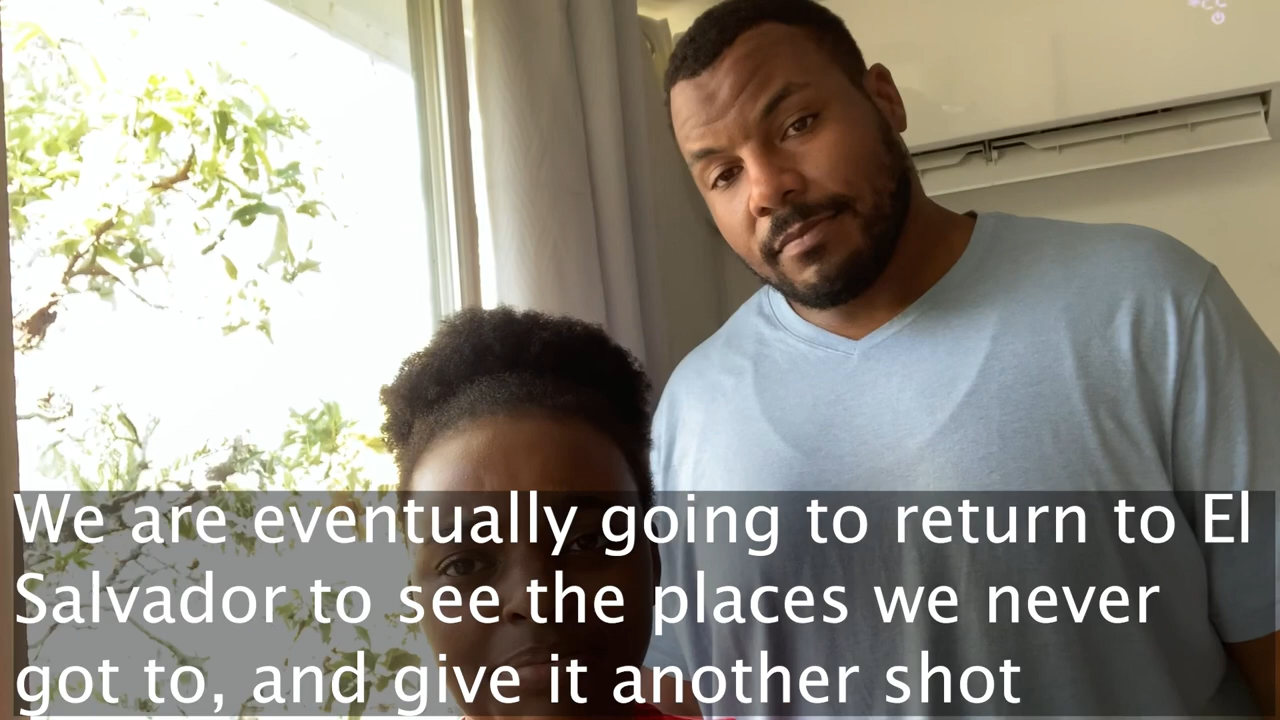 We are eventually going to return to El
Salvador to see the places we never
got to, and give it another shot